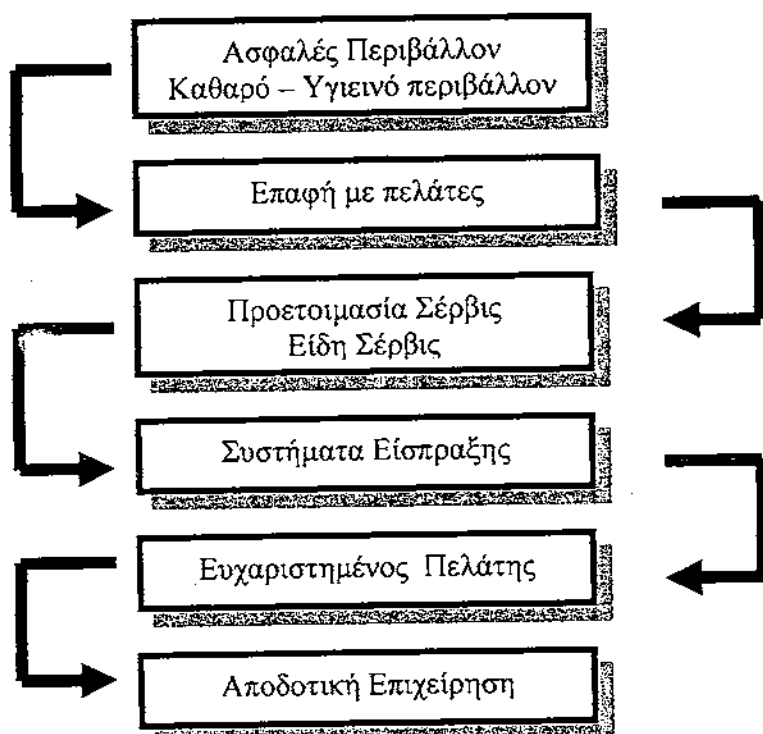 Ασφαλές Περιβάλλον
Καθαρό – Υγιεινό περιβάλλον
Επαφή με πελάτες
Προετοιμασία Σέρβις
Είδη Σέρβις
Συστήματα Είσπραξης
Ευχαριστημένος Πελάτης
Αποδοτική Επιχείρηση